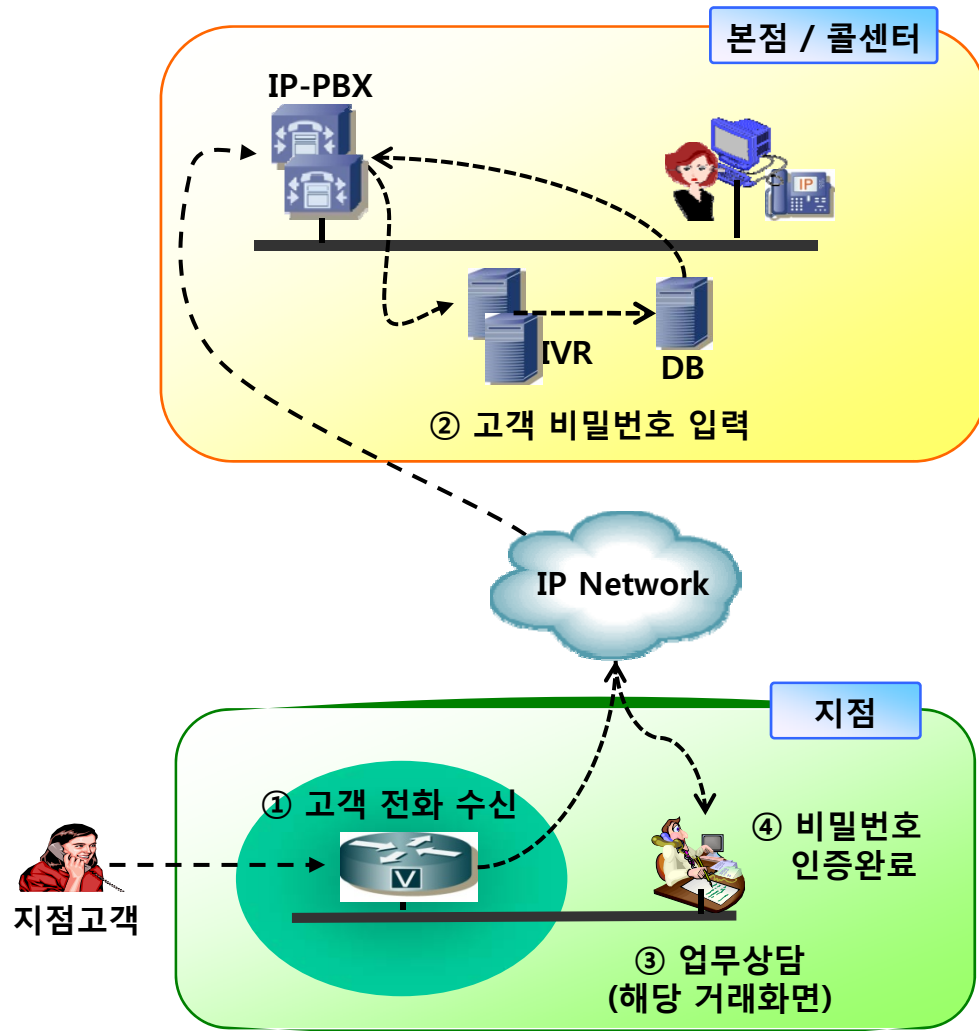 본점 / 콜센터
IP-PBX
IP
IVR
DB
② 고객 비밀번호 입력
IP Network
지점
① 고객 전화 수신
V
④ 비밀번호
인증완료
지점고객
③ 업무상담
(해당 거래화면)